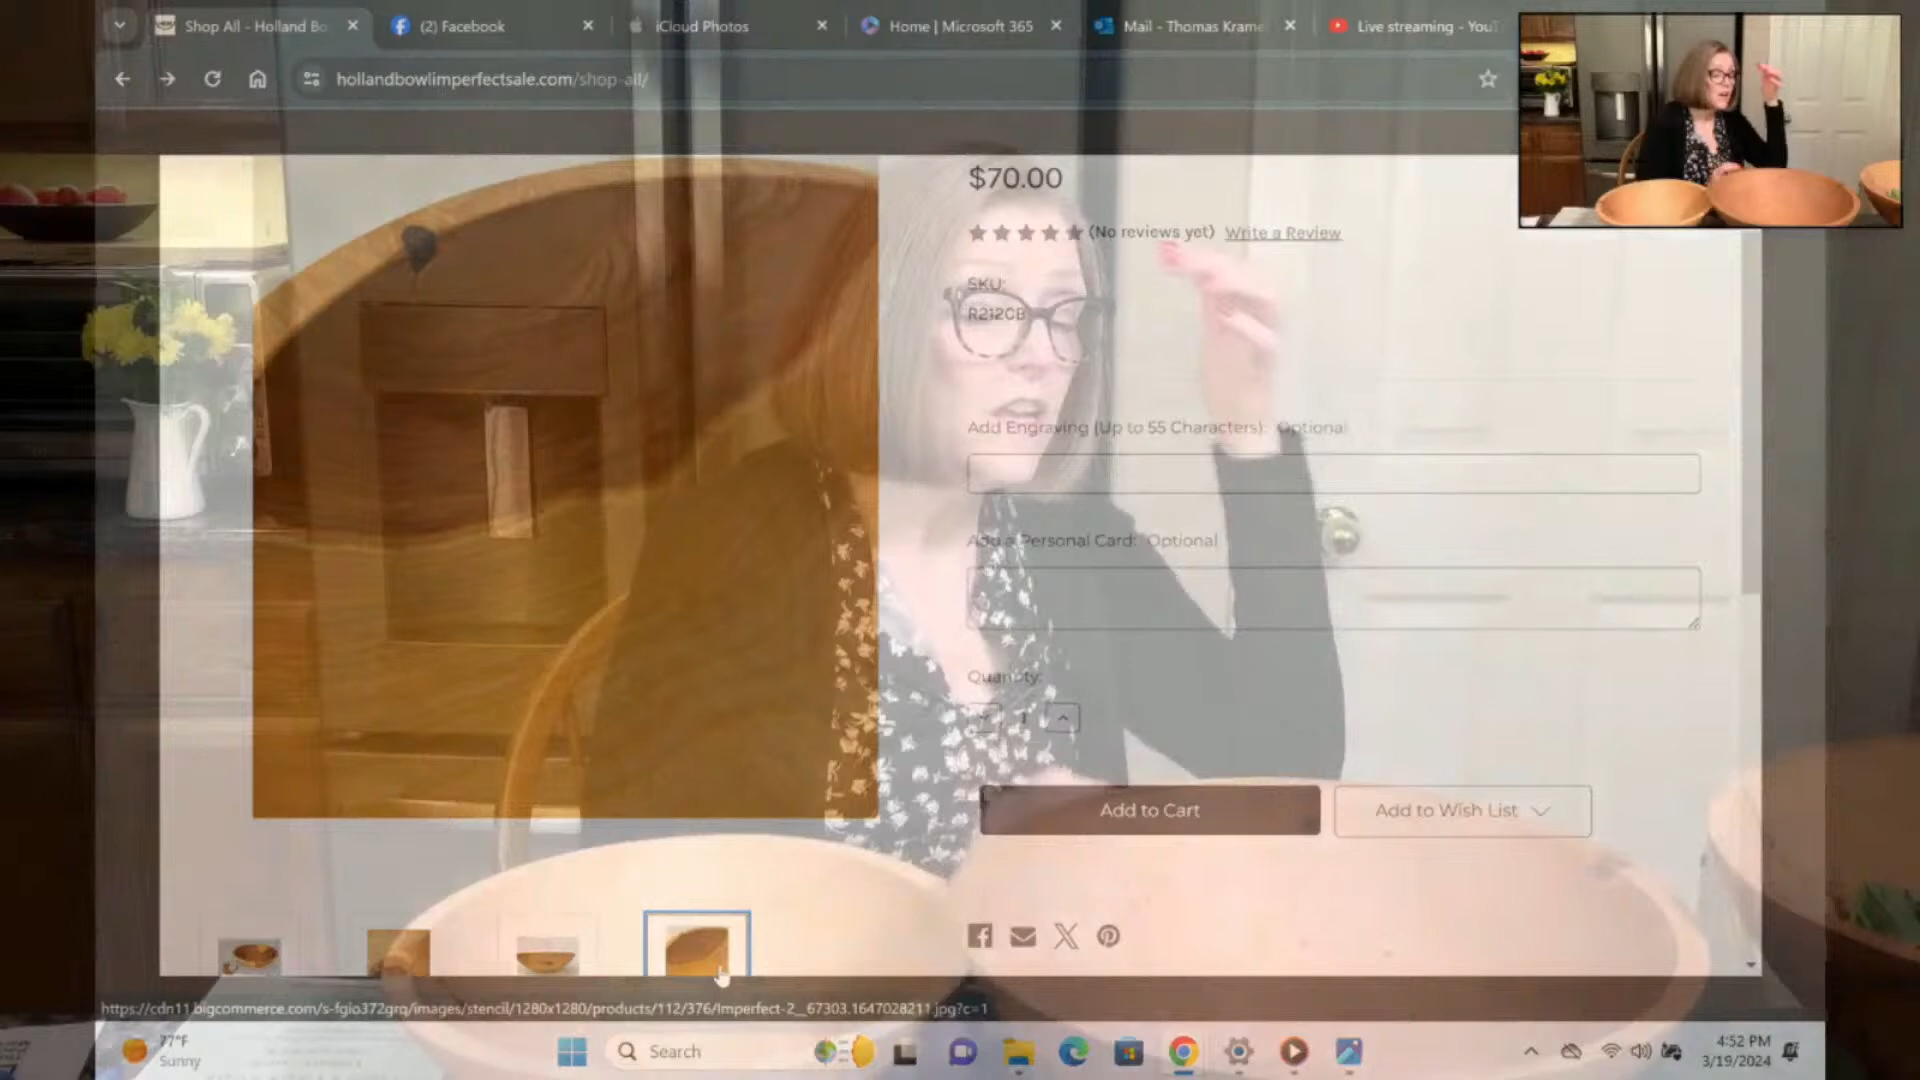 Shop All - Holland Bo
(2) Facebook
iCloud Photos
Home | Microsoft 365
Mail - Thomas Krame
Live streaming - YouT
hollandbowlimperfectsale.com/shop-all/
$70.00
(No reviews yet) Write a Review
SKU:
R212CB
Add Engraving (Up to 55 Characters): Optional
Add a Personal Card: Optional
Quantity:
1
Add to Cart
Add to Wish List
https://cdn11.bigcommerce.com/s-fgio372grq/images/stencil/1280x1280/products/112/376/Imperfect-2__67303.1647028211.jpg?c=1
77°F
Sunny
Search
4:52 PM
3/19/2024